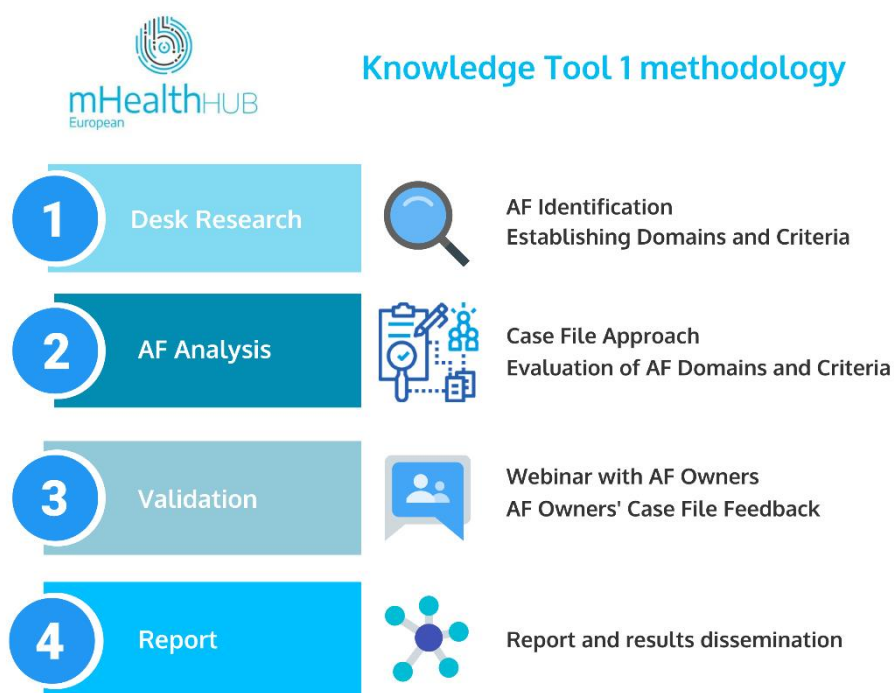 mHealthHUB
European
Knowledge Tool 1 methodology
1
Desk Research
AF Identification
Establishing Domains and Criteria
2
AF Analysis
Case File Approach
Evaluation of AF Domains and Criteria
3
Validation
Webinar with AF Owners
AF Owners' Case File Feedback
4
Report
Report and results dissemination